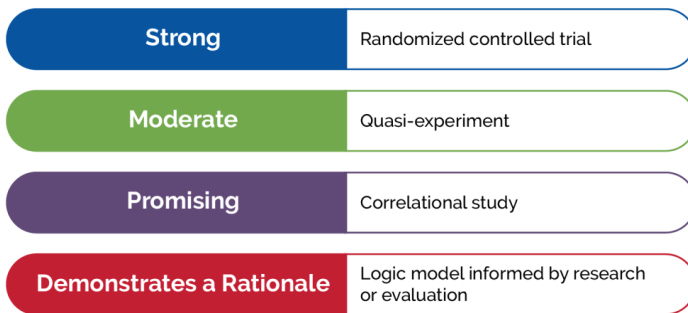 Strong
Randomized controlled trial
Moderate
Quasi-experiment
Promising
Correlational study
Demonstrates a Rationale
Logic model informed by research
or evaluation